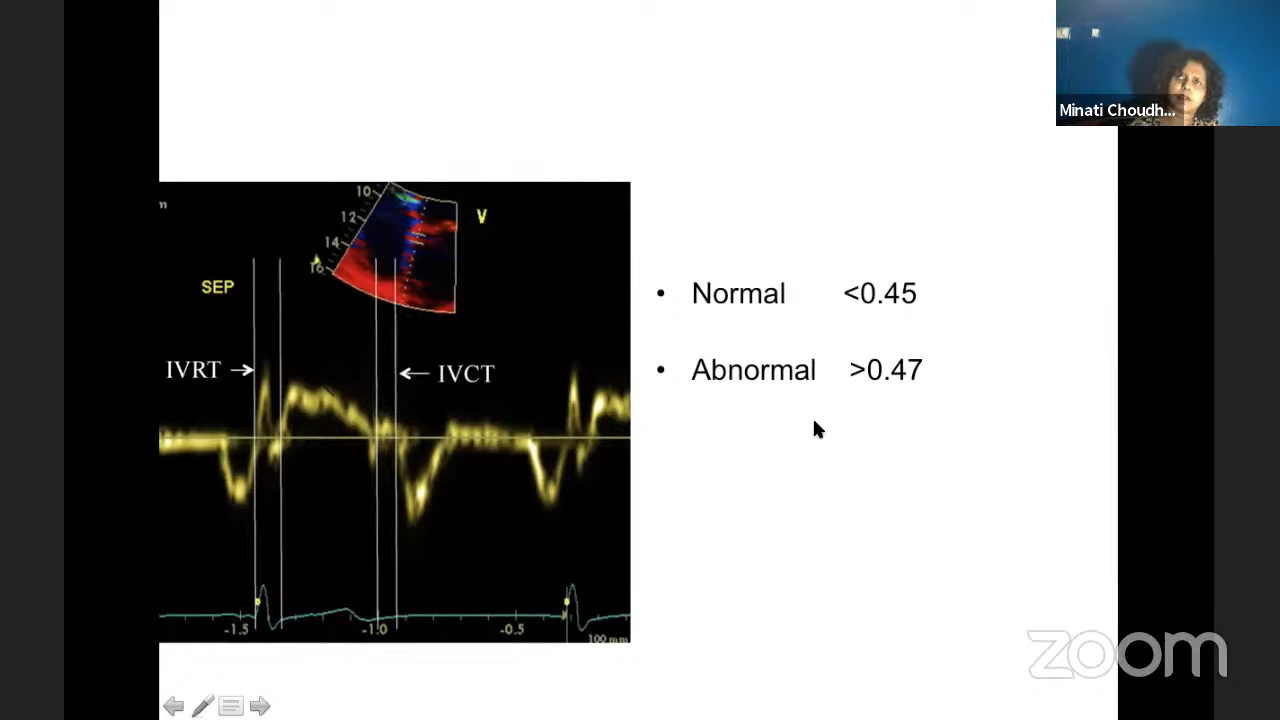 Minati Choudh...
m
10
12
14
16
V
SEP
IVRT
IVCT
-1.5
-1.0
-0.5
100 mm
• Normal <0.45
• Abnormal >0.47
zoom